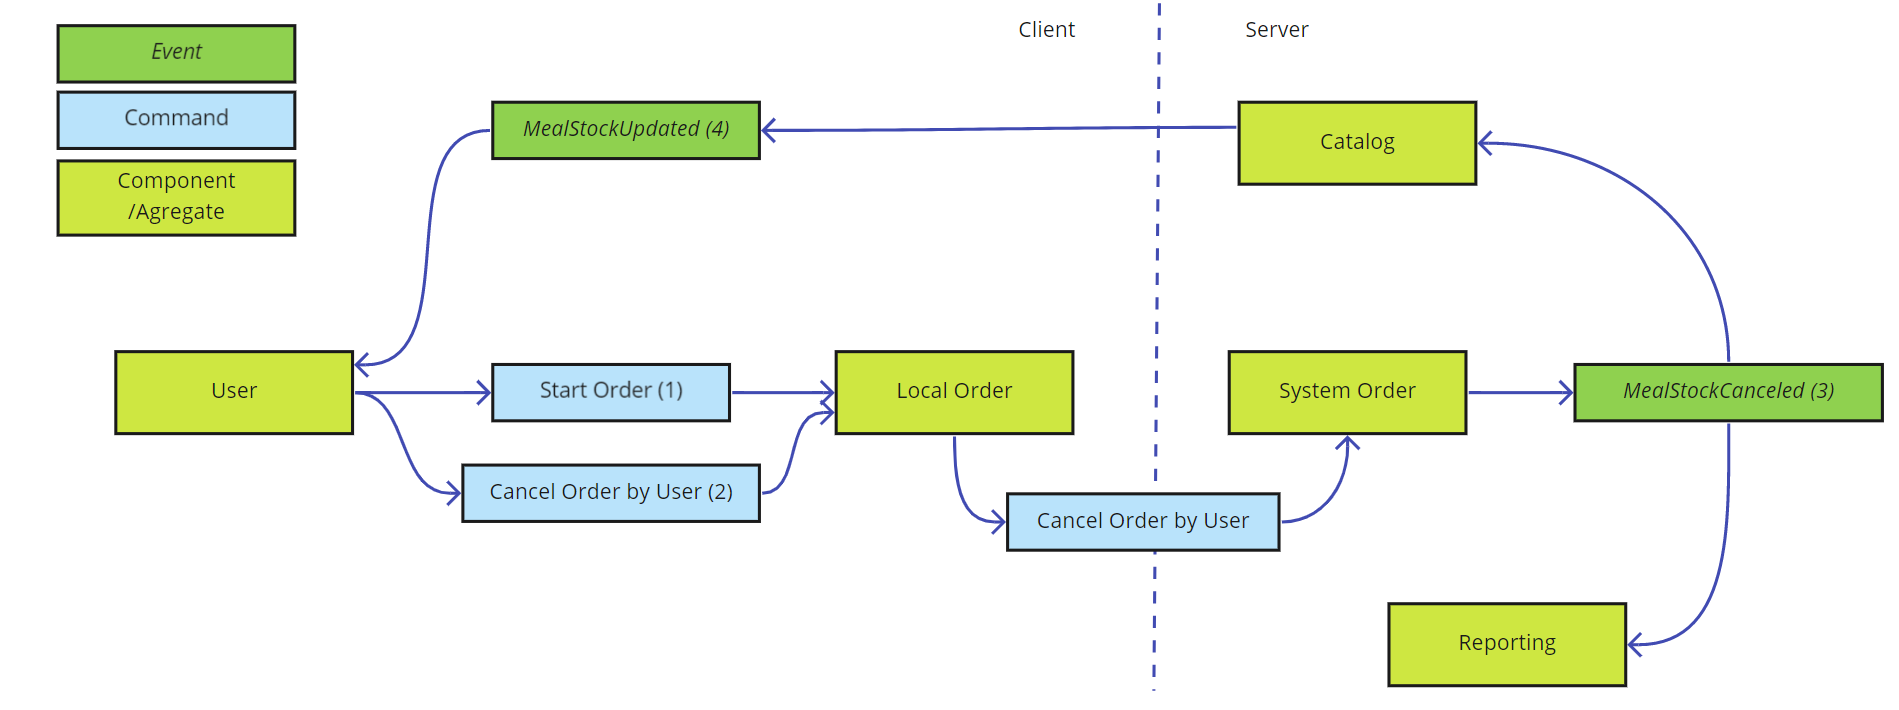 Client
Server
Event
Command
Component
/Agregate
MealStockUpdated (4)
Catalog
User
Start Order (1)
Local Order
System Order
MealStockCanceled (3)
Cancel Order by User (2)
Cancel Order by User
Reporting